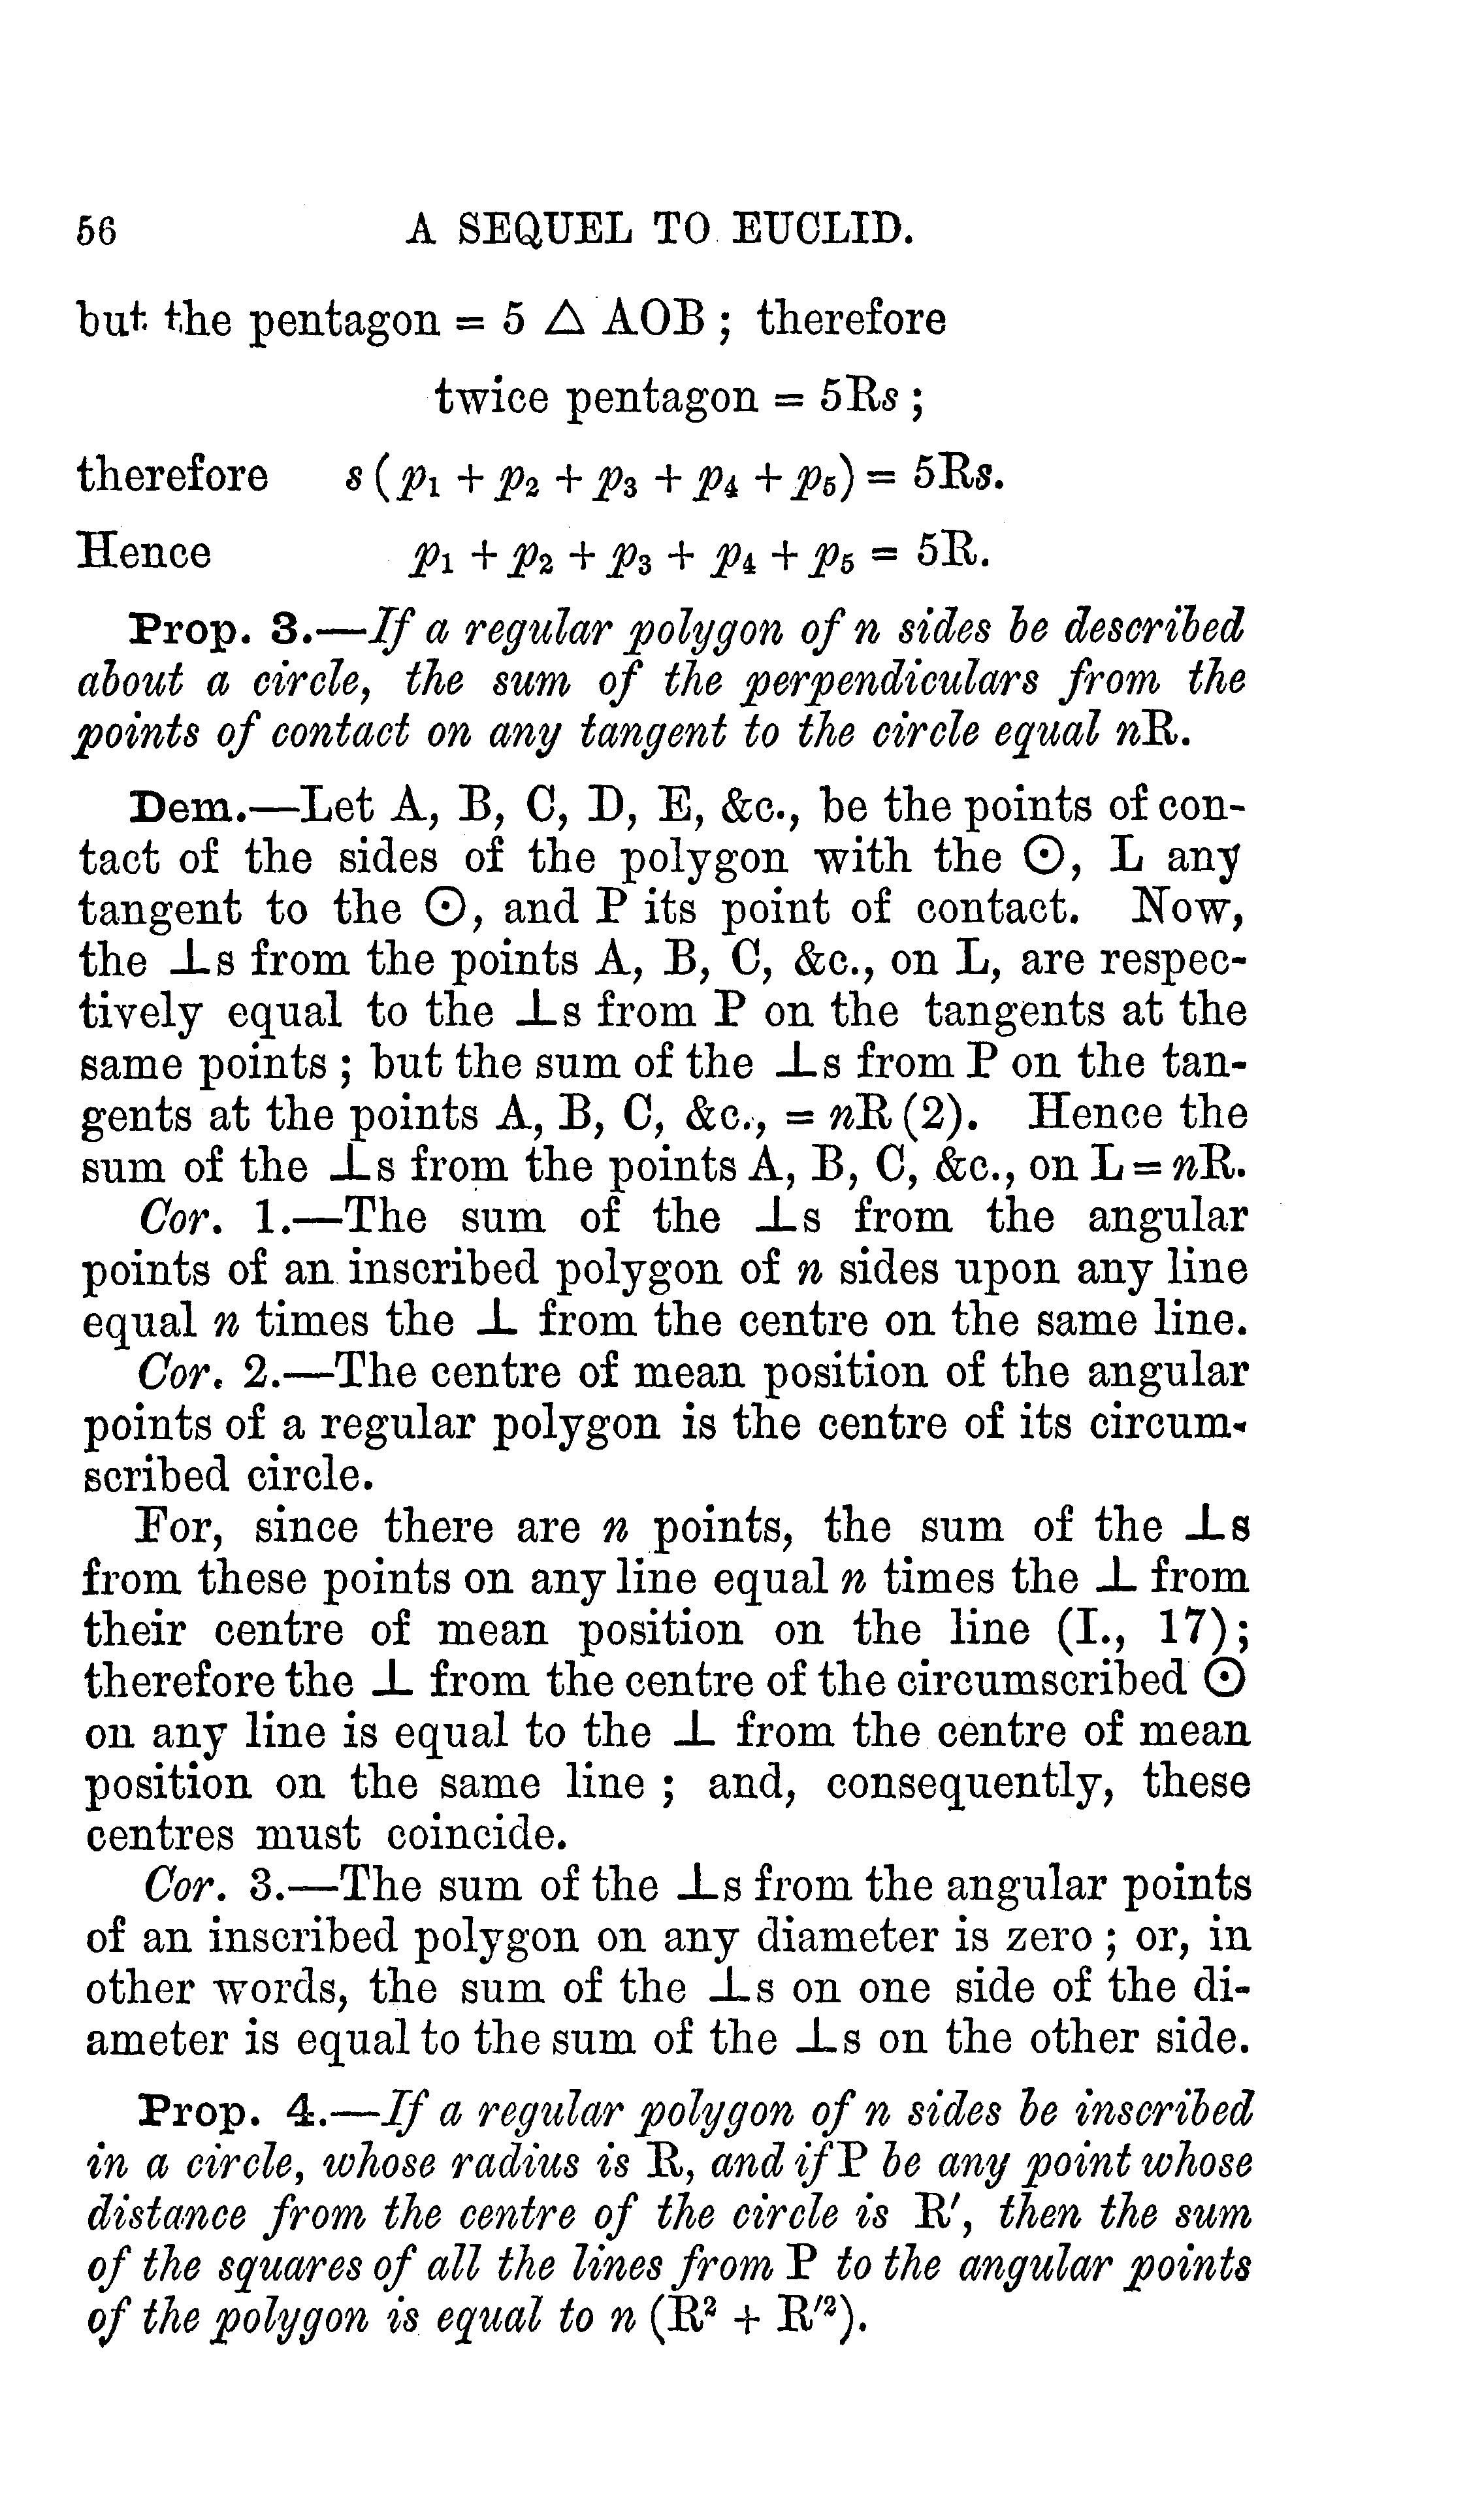 56 A SEQUEL TO EUCLID.
but the pentagon = 5 △ AOB ; therefore
twice pentagon = 5Rs ;
therefore s (p₁ + p₂ + p₃ + p₄ + p₅) = 5Rs.
Hence p₁ + p₂ + p₃ + p₄ + p₅ = 5R.
Prop. 3.—If a regular polygon of n sides be described
about a circle, the sum of the perpendiculars from the
points of contact on any tangent to the circle equal nR.
Dem.—Let A, B, C, D, E, &c., be the points of con-
tact of the sides of the polygon with the ⊙, L any
tangent to the ⊙, and P its point of contact. Now,
the ⊥s from the points A, B, C, &c., on L, are respec-
tively equal to the ⊥s from P on the tangents at the
same points ; but the sum of the ⊥s from P on the tan-
gents at the points A, B, C, &c., = nR (2). Hence the
sum of the ⊥s from the points A, B, C, &c., on L = nR.
Cor. 1.—The sum of the ⊥s from the angular
points of an inscribed polygon of n sides upon any line
equal n times the ⊥ from the centre on the same line.
Cor. 2.—The centre of mean position of the angular
points of a regular polygon is the centre of its circum-
scribed circle.
For, since there are n points, the sum of the ⊥s
from these points on any line equal n times the ⊥ from
their centre of mean position on the line (I., 17);
therefore the ⊥ from the centre of the circumscribed ⊙
on any line is equal to the ⊥ from the centre of mean
position on the same line ; and, consequently, these
centres must coincide.
Cor. 3.—The sum of the ⊥s from the angular points
of an inscribed polygon on any diameter is zero ; or, in
other words, the sum of the ⊥s on one side of the di-
ameter is equal to the sum of the ⊥s on the other side.
Prop. 4.—If a regular polygon of n sides be inscribed
in a circle, whose radius is R, and if P be any point whose
distance from the centre of the circle is R′, then the sum
of the squares of all the lines from P to the angular points
of the polygon is equal to n (R² + R′²).